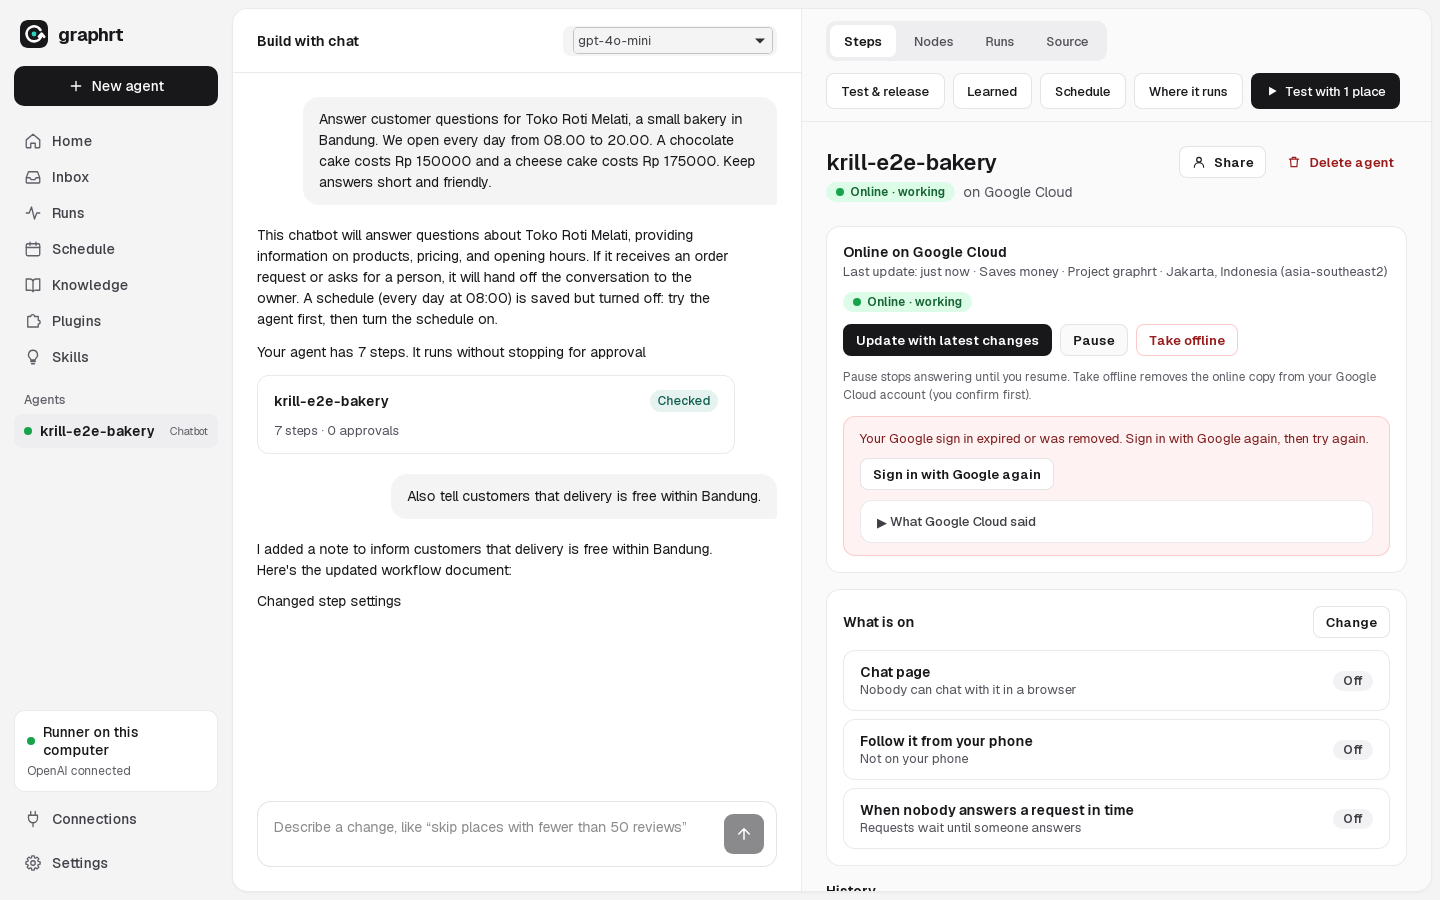 graphrt
New agent
Home
Inbox
Runs
Schedule
Knowledge
Plugins
Skills
Agents
krill-e2e-bakery
Chatbot
Runner on this
computer
OpenAI connected
Connections
Settings
Build with chat
gpt-4o-mini
Answer customer questions for Toko Roti Melati, a small bakery in
Bandung. We open every day from 08.00 to 20.00. A chocolate
cake costs Rp 150000 and a cheese cake costs Rp 175000. Keep
answers short and friendly.
This chatbot will answer questions about Toko Roti Melati, providing
information on products, pricing, and opening hours. If it receives an order
request or asks for a person, it will hand off the conversation to the
owner. A schedule (every day at 08:00) is saved but turned off: try the
agent first, then turn the schedule on.
Your agent has 7 steps. It runs without stopping for approval
krill-e2e-bakery
Checked
7 steps · 0 approvals
Also tell customers that delivery is free within Bandung.
I added a note to inform customers that delivery is free within Bandung.
Here's the updated workflow document:
Changed step settings
Describe a change, like “skip places with fewer than 50 reviews”
Steps
Nodes
Runs
Source
Test & release
Learned
Schedule
Where it runs
Test with 1 place
krill-e2e-bakery
Share
Delete agent
Online · working
on Google Cloud
Online on Google Cloud
Last update: just now · Saves money · Project graphrt · Jakarta, Indonesia (asia-southeast2)
Online · working
Update with latest changes
Pause
Take offline
Pause stops answering until you resume. Take offline removes the online copy from your Google
Cloud account (you confirm first).
Your Google sign in expired or was removed. Sign in with Google again, then try again.
Sign in with Google again
▶ What Google Cloud said
What is on
Change
Chat page
Nobody can chat with it in a browser
Off
Follow it from your phone
Not on your phone
Off
When nobody answers a request in time
Requests wait until someone answers
Off
History